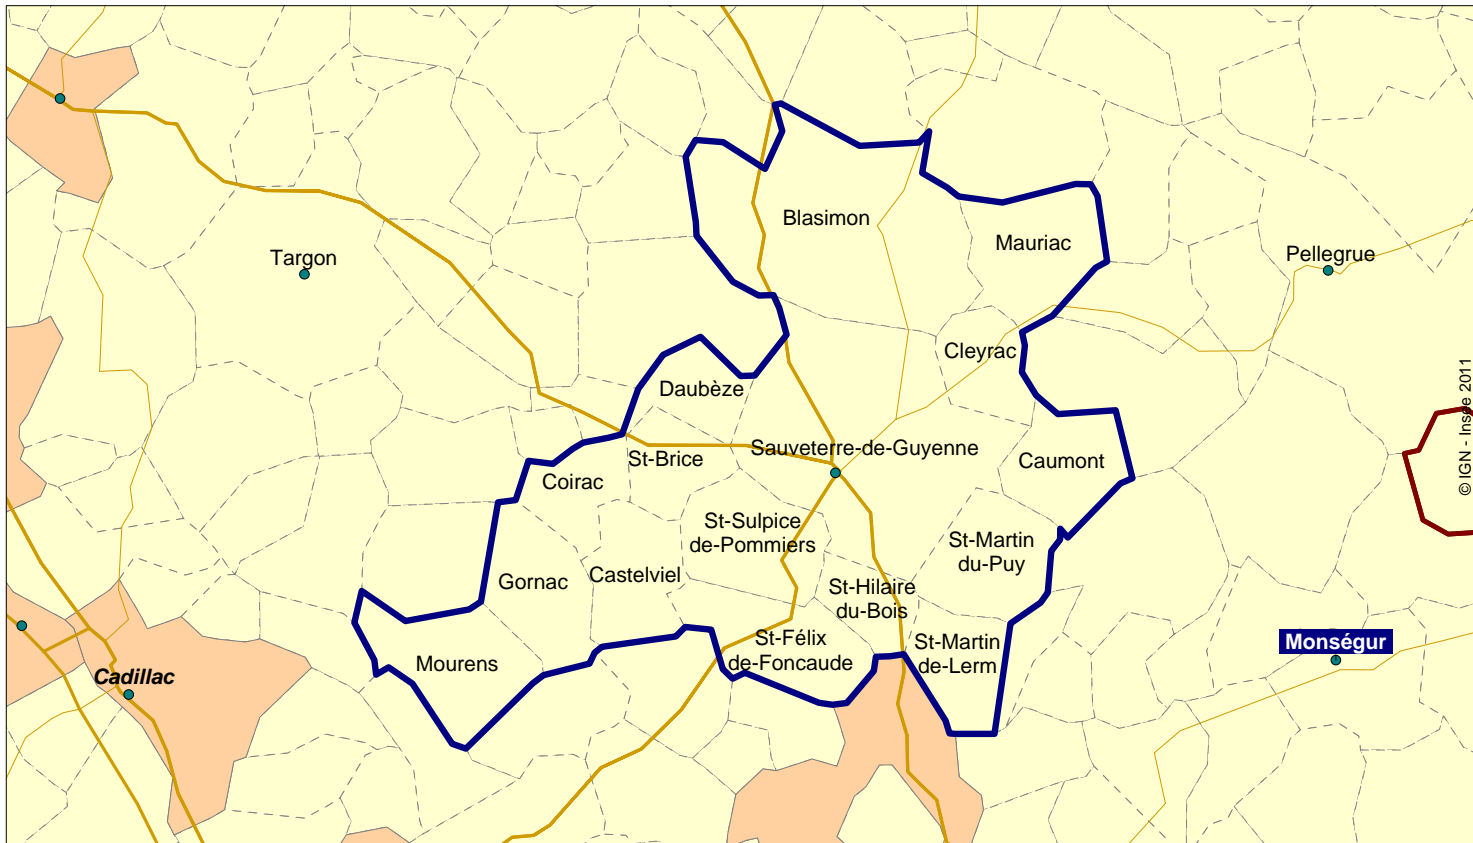 Blasimon
Mauriac
Targon
Pellegrue
Cleyrac
Daubèze
Sauveterre-de-Guyenne
St-Brice
Caumont
Coirac
St-Sulpice
de-Pommiers
St-Martin
du-Puy
Gornac
Castelviel
St-Hilaire
du-Bois
St-Félix
de-Foncaude
St-Martin
de-Lerm
Monségur
Mourens
Cadillac
© IGN - Insee 2011